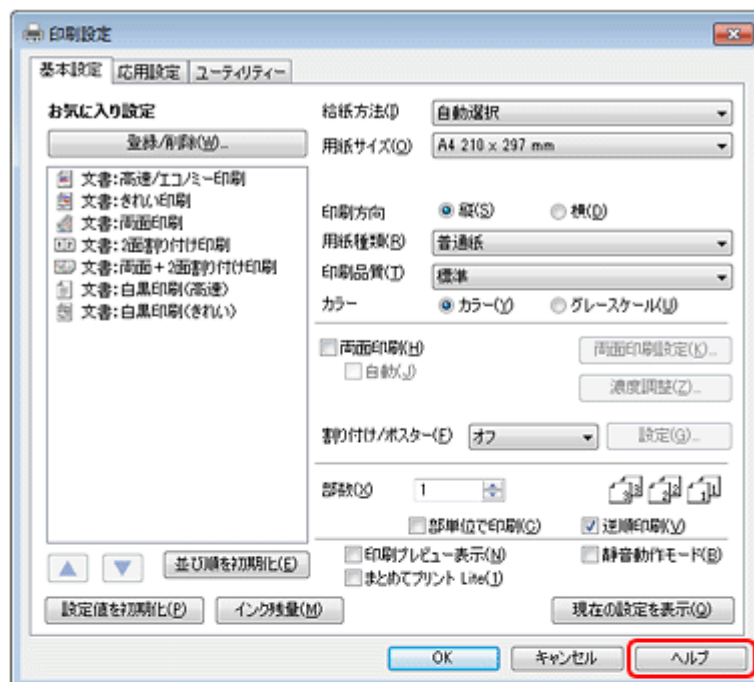 印刷設定
基本設定 応用設定 ユーティリティー
お気に入り設定
登録/削除(W)...
文書:高速/エコノミー印刷
文書:きれい印刷
文書:両面印刷
文書:2面割り付け印刷
文書:両面+2面割り付け印刷
文書:白黒印刷(高速)
文書:白黒印刷(きれい)
並び順を初期化(E)
給紙方法(I) 自動選択
用紙サイズ(O) A4 210 x 297 mm
印刷方向 縦(S) 横(D)
用紙種類(R) 普通紙
印刷品質(T) 標準
カラー カラー(Y) グレースケール(U)
両面印刷(H) 両面印刷設定(K)...
自動(J)
濃度調整(Z)...
割り付け/ポスター(F) オフ 設定(G)...
部数(X) 1 3 3 2 2 1 1
部単位で印刷(C) 逆順印刷(V)
印刷プレビュー表示(N) 静音動作モード(B)
まとめてプリント Lite(1)
設定値を初期化(P) インク残量(M) 現在の設定を表示(Q)
OK キャンセル ヘルプ